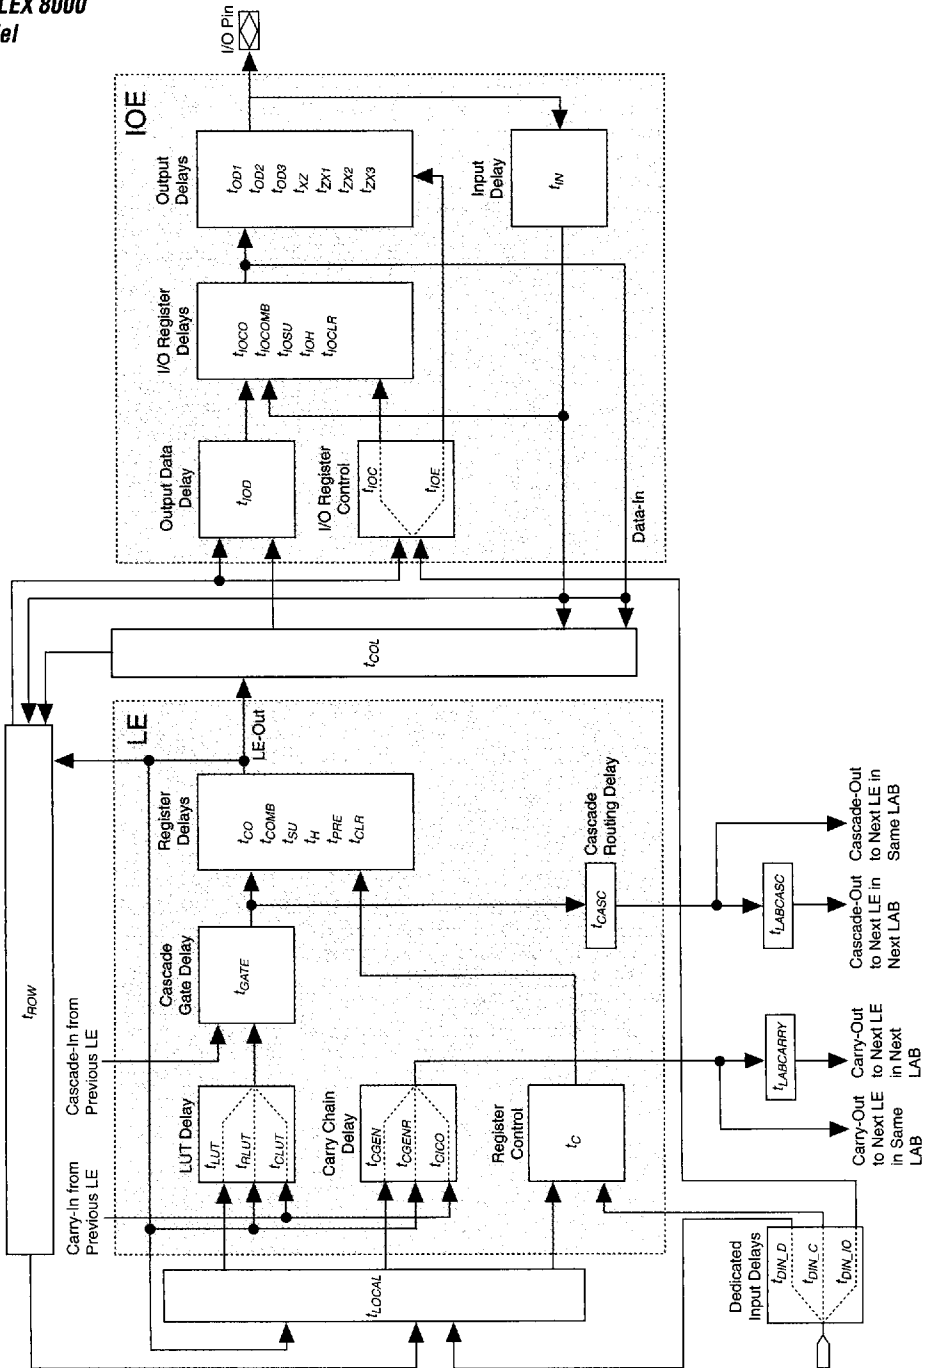 LEX 8000
el
I/O Pin
IOE
Output
Delays
tOD1
tOD2
tOD3
tXZ
tZX1
tZX2
tZX3
Input
Delay
tIN
I/O Register
Delays
tIOCO
tIOCOMB
tIOSU
tIOH
tIOCLR
Output Data
Delay
tIOD
I/O Register
Control
tIOC
tIOE
Data-In
tCOL
tROW
LE
LE-Out
Register
Delays
tCO
tCOMB
tSU
tH
tPRE
tCLR
Cascade
Routing Delay
tCASC
Cascade
Gate Delay
tGATE
Cascade-In from
Previous LE
LUT Delay
tLUT
tRLUT
tCLUT
Carry Chain
Delay
tCGEN
tCGENR
tCICO
Register
Control
tC
Carry-In from
Previous LE
tLOCAL
tLABCASC
tLABCARRY
Cascade-Out
to Next LE in
Same LAB
Cascade-Out
to Next LE in
Next LAB
Carry-Out
to Next LE
in Next
LAB
Carry-Out
to Next LE
in Same
LAB
Dedicated
Input Delays
tDIN_D
tDIN_C
tDIN_IO